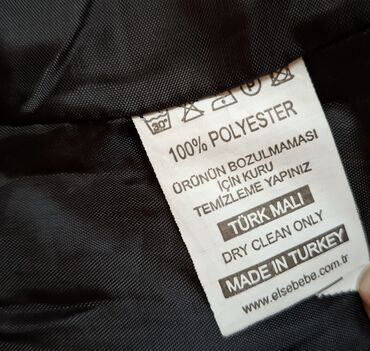 30°
P
100% POLYESTER
ÜRÜNÜN BOZULMAMASI
İÇİN KURU
TEMİZLEME YAPINIZ
TÜRK MALI
DRY CLEAN ONLY
MADE IN TURKEY
www.elsebebe.com.tr